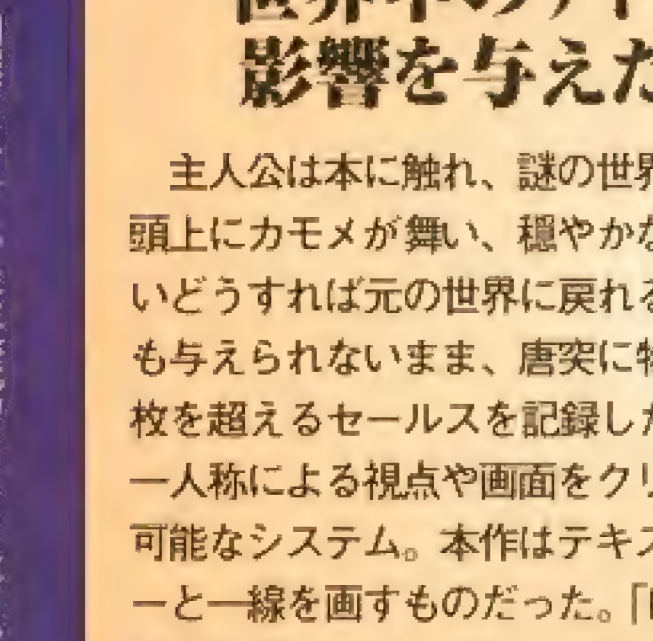 影響を与えた
主人公は本に触れ、謎の世界
頭上にカモメが舞い、穏やかな
いどうすれば元の世界に戻れる
も与えられないまま、唐突に物
枚を超えるセールスを記録した
一人称による視点や画面をクリ
可能なシステム。本作はテキス
ーと一線を画すものだった。「